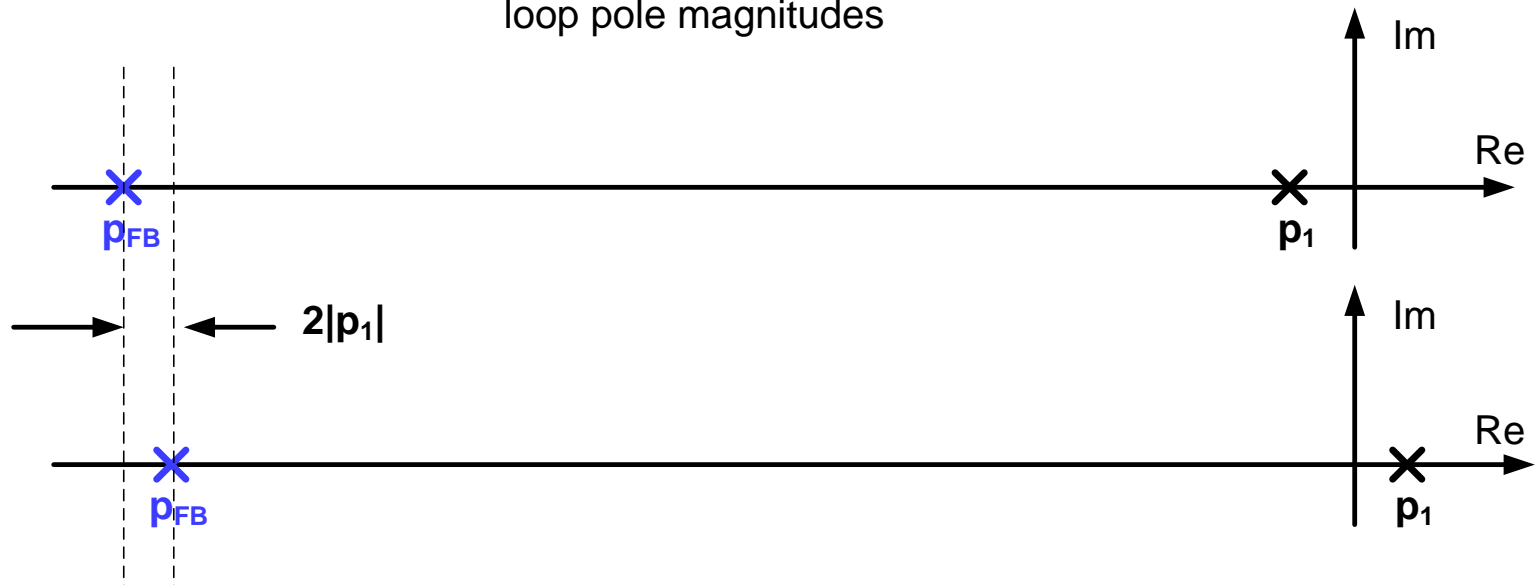 loop pole magnitudes
Im
Re
pFB
p1
2|p1|
Im
Re
pFB
p1